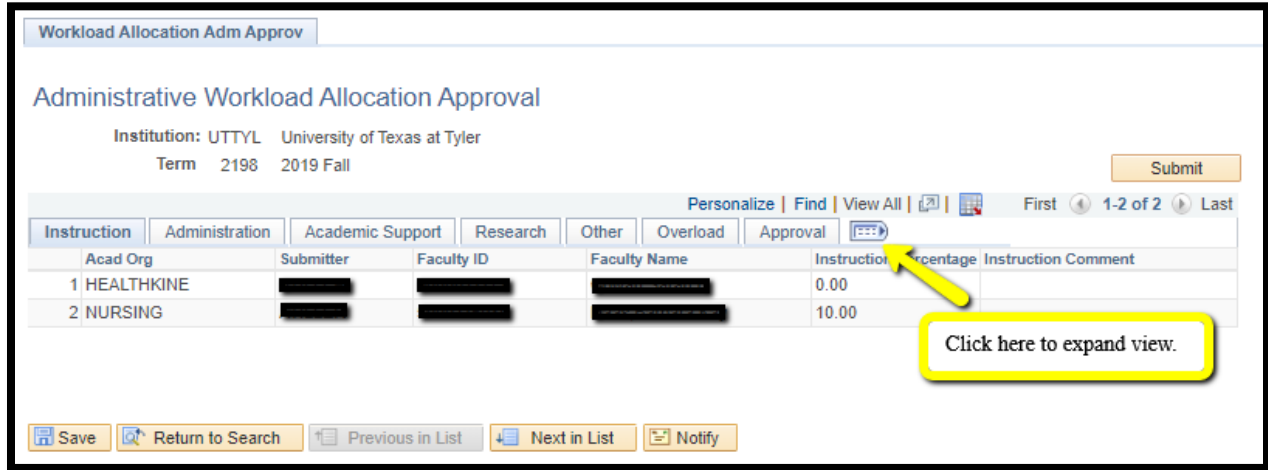 Workload Allocation Adm Approv
Administrative Workload Allocation Approval
Institution: UTTYL University of Texas at Tyler
Term 2198 2019 Fall
Submit
Personalize | Find | View All | | First 1-2 of 2 Last
Instruction Administration Academic Support Research Other Overload Approval
Acad Org Submitter Faculty ID Faculty Name Instruction Percentage Instruction Comment
1 HEALTHKINE 0.00
2 NURSING 10.00
Click here to expand view.
Save Return to Search Previous in List Next in List Notify